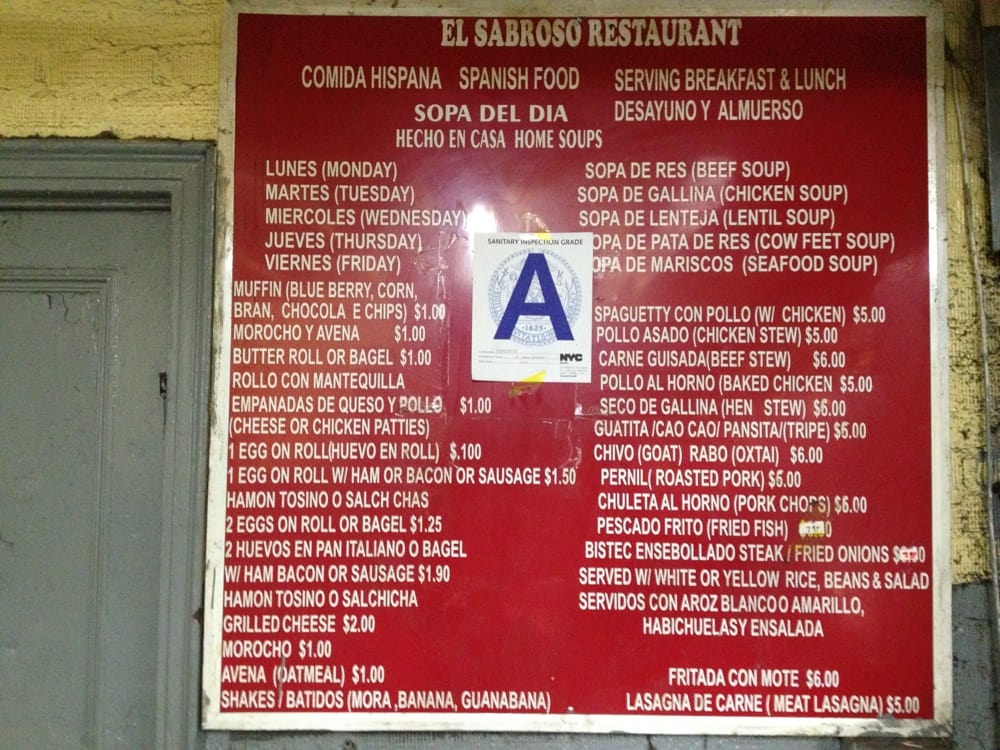 EL SABROSO RESTAURANT
COMIDA HISPANA SPANISH FOOD
SERVING BREAKFAST & LUNCH
DESAYUNO Y ALMUERSO
SOPA DEL DIA
HECHO EN CASA HOME SOUPS
LUNES (MONDAY) SOPA DE RES (BEEF SOUP)
MARTES (TUESDAY) SOPA DE GALLINA (CHICKEN SOUP)
MIERCOLES (WEDNESDAY) SOPA DE LENTEJA (LENTIL SOUP)
JUEVES (THURSDAY) OPA DE PATA DE RES (COW FEET SOUP)
VIERNES (FRIDAY) OPA DE MARISCOS (SEAFOOD SOUP)
SANITARY INSPECTION GRADE
A
1625
NYC
MUFFIN (BLUE BERRY, CORN,
BRAN, CHOCOLA E CHIPS) $1.00
MOROCHO Y AVENA $1.00
BUTTER ROLL OR BAGEL $1.00
ROLLO CON MANTEQUILLA
EMPANADAS DE QUESO Y POLLO $1.00
(CHEESE OR CHICKEN PATTIES)
1 EGG ON ROLL(HUEVO EN ROLL) $.100
1 EGG ON ROLL W/ HAM OR BACON OR SAUSAGE $1.50
HAMON TOSINO O SALCH CHAS
2 EGGS ON ROLL OR BAGEL $1.25
2 HUEVOS EN PAN ITALIANO O BAGEL
W/ HAM BACON OR SAUSAGE $1.90
HAMON TOSINO O SALCHICHA
GRILLED CHEESE $2.00
MOROCHO $1.00
AVENA (OATMEAL) $1.00
SHAKES / BATIDOS (MORA ,BANANA, GUANABANA)
SPAGUETTY CON POLLO (W/ CHICKEN) $5.00
POLLO ASADO (CHICKEN STEW) $5.00
CARNE GUISADA(BEEF STEW) $6.00
POLLO AL HORNO (BAKED CHICKEN $5.00
SECO DE GALLINA (HEN STEW) $6.00
GUATITA /CAO CAO/ PANSITA/(TRIPE) $6.00
CHIVO (GOAT) RABO (OXTAI) $6.00
PERNIL( ROASTED PORK) $6.00
CHULETA AL HORNO (PORK CHOPS) $6.00
PESCADO FRITO (FRIED FISH)
BISTEC ENSEBOLLADO STEAK / FRIED ONIONS
SERVED W/ WHITE OR YELLOW RICE, BEANS & SALAD
SERVIDOS CON AROZ BLANCO O AMARILLO,
HABICHUELASY ENSALADA
FRITADA CON MOTE $6.00
LASAGNA DE CARNE ( MEAT LASAGNA) $5.00